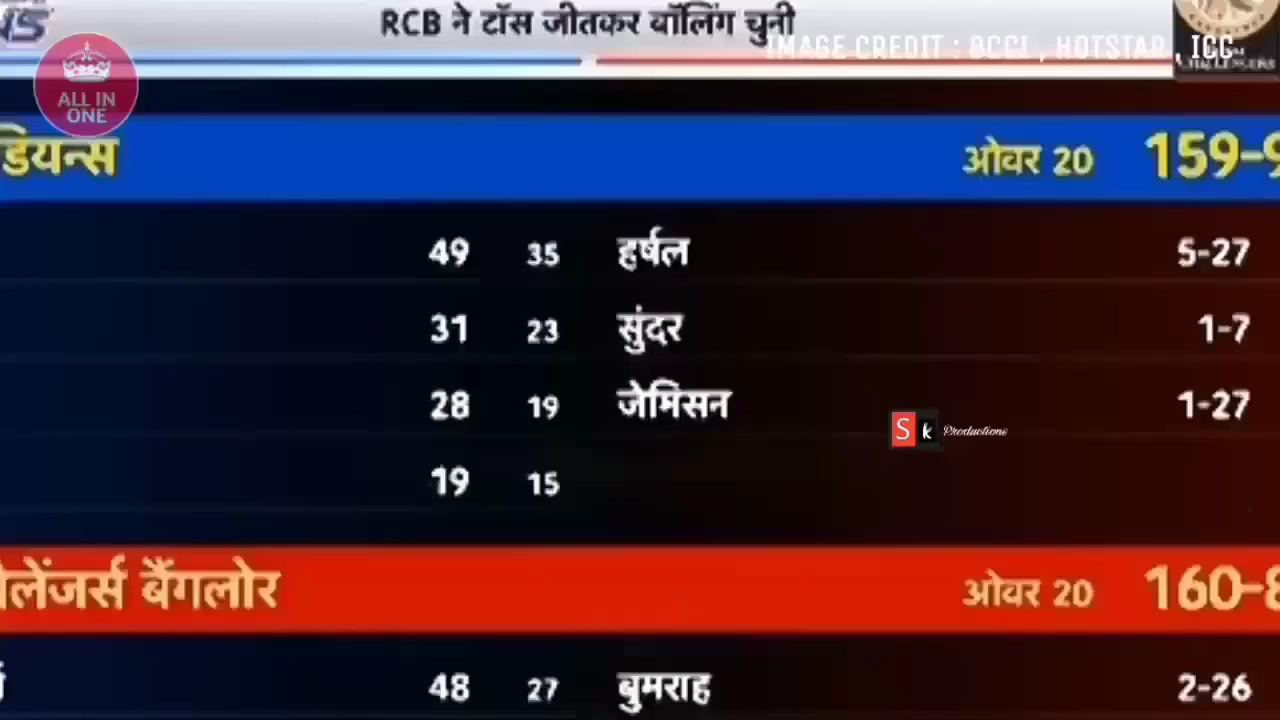 NS
RCB ने टॉस जीतकर बॉलिंग चुनी
IMAGE CREDIT : BCCI , HOTSTAR , ICC
CHALLENGERS
ALL IN
ONE
डियन्स ओवर 20 159-9
49 35 हर्षल 5-27
31 23 सुंदर 1-7
28 19 जेमिसन 1-27
S k Productions
19 15
लेंजर्स बैंगलोर ओवर 20 160-8
48 27 बुमराह 2-26